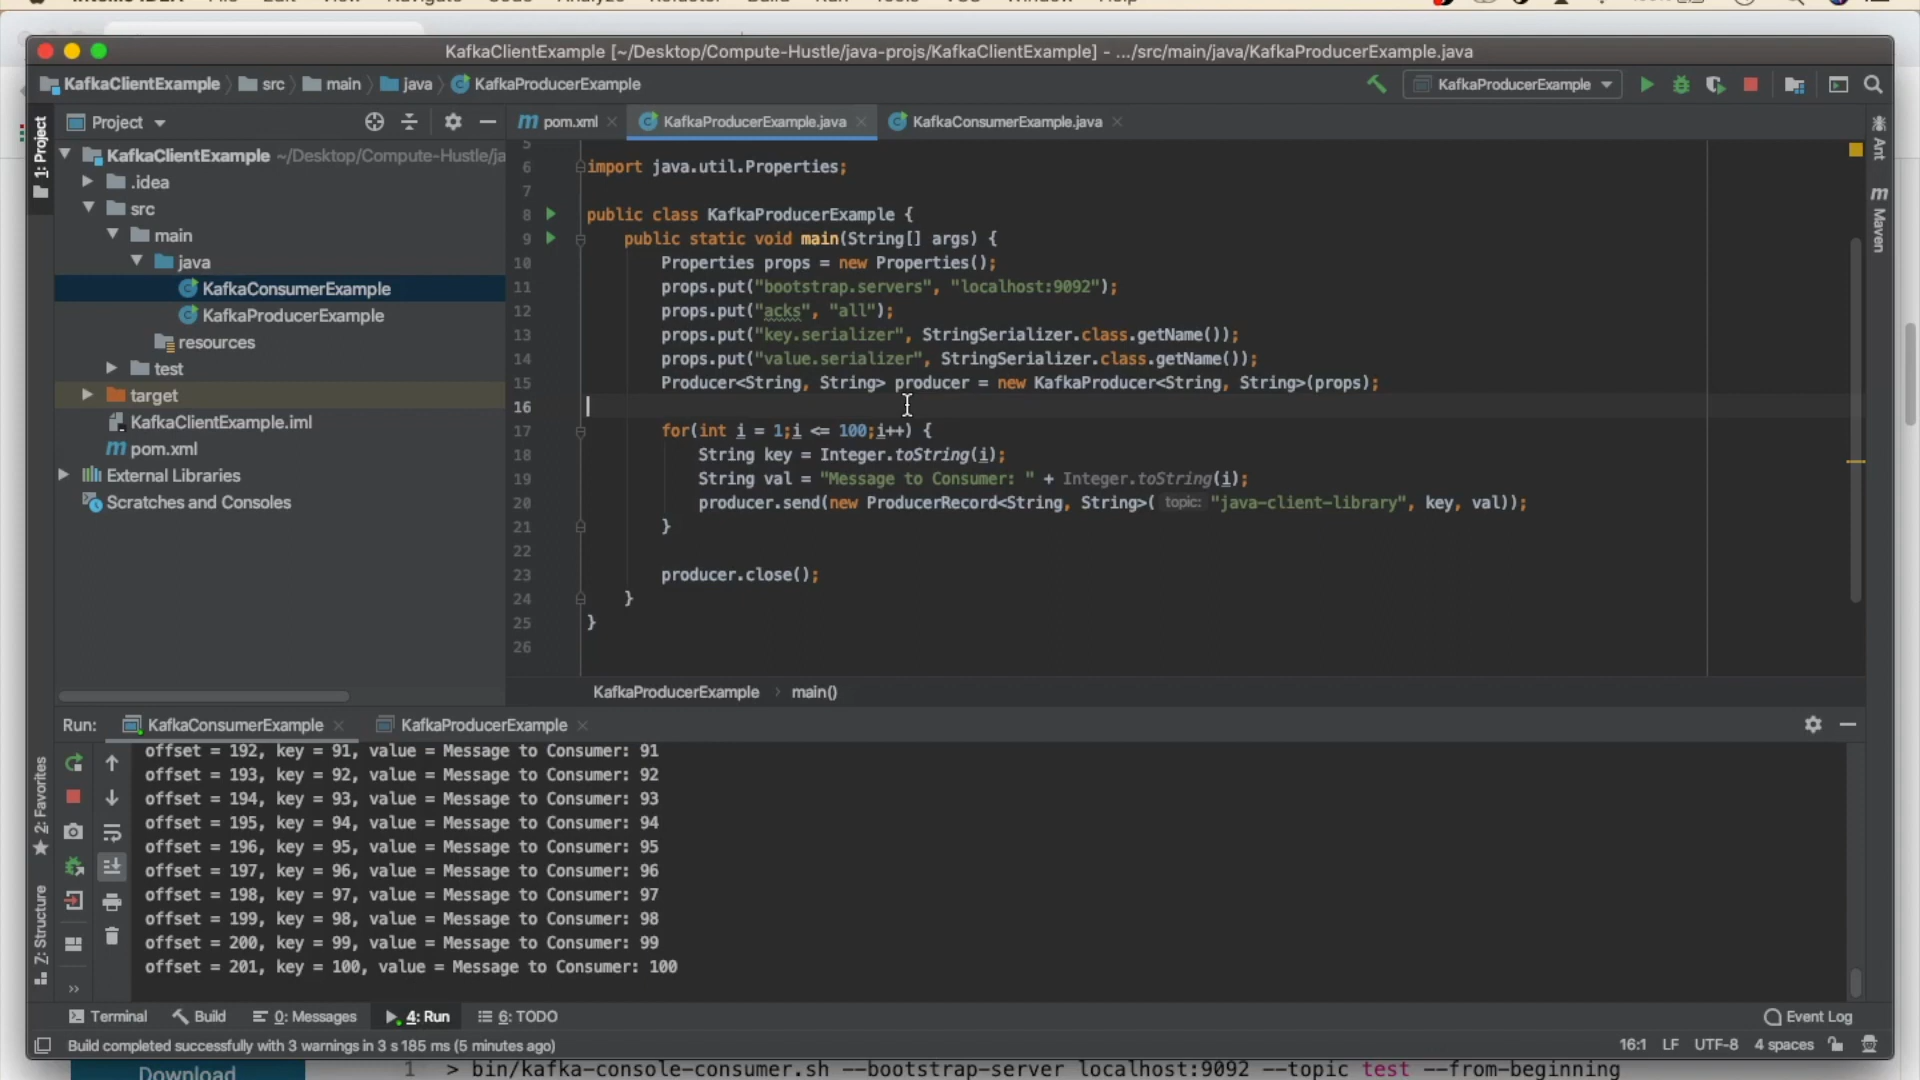 KafkaClientExample [~/Desktop/Compute-Hustle/java-projs/KafkaClientExample] - .../src/main/java/KafkaProducerExample.java
KafkaClientExample src main java KafkaProducerExample
KafkaProducerExample
1: Project
Project
pom.xml
KafkaProducerExample.java
KafkaConsumerExample.java
Ant
Maven
KafkaClientExample ~/Desktop/Compute-Hustle/ja
.idea
src
main
java
KafkaConsumerExample
KafkaProducerExample
resources
test
target
KafkaClientExample.iml
pom.xml
External Libraries
Scratches and Consoles
5
6 import java.util.Properties;
7
8 public class KafkaProducerExample {
9 public static void main(String[] args) {
10 Properties props = new Properties();
11 props.put("bootstrap.servers", "localhost:9092");
12 props.put("acks", "all");
13 props.put("key.serializer", StringSerializer.class.getName());
14 props.put("value.serializer", StringSerializer.class.getName());
15 Producer<String, String> producer = new KafkaProducer<String, String>(props);
16
17 for(int i = 1;i <= 100;i++) {
18 String key = Integer.toString(i);
19 String val = "Message to Consumer: " + Integer.toString(i);
20 producer.send(new ProducerRecord<String, String>( topic: "java-client-library", key, val));
21 }
22
23 producer.close();
24 }
25 }
26
KafkaProducerExample main()
Run: KafkaConsumerExample KafkaProducerExample
2: Favorites
7: Structure
offset = 192, key = 91, value = Message to Consumer: 91
offset = 193, key = 92, value = Message to Consumer: 92
offset = 194, key = 93, value = Message to Consumer: 93
offset = 195, key = 94, value = Message to Consumer: 94
offset = 196, key = 95, value = Message to Consumer: 95
offset = 197, key = 96, value = Message to Consumer: 96
offset = 198, key = 97, value = Message to Consumer: 97
offset = 199, key = 98, value = Message to Consumer: 98
offset = 200, key = 99, value = Message to Consumer: 99
offset = 201, key = 100, value = Message to Consumer: 100
Terminal Build 0: Messages 4: Run 6: TODO Event Log
Build completed successfully with 3 warnings in 3 s 185 ms (5 minutes ago) 16:1 LF UTF-8 4 spaces
Download
1 > bin/kafka-console-consumer.sh --bootstrap-server localhost:9092 --topic test --from-beginning